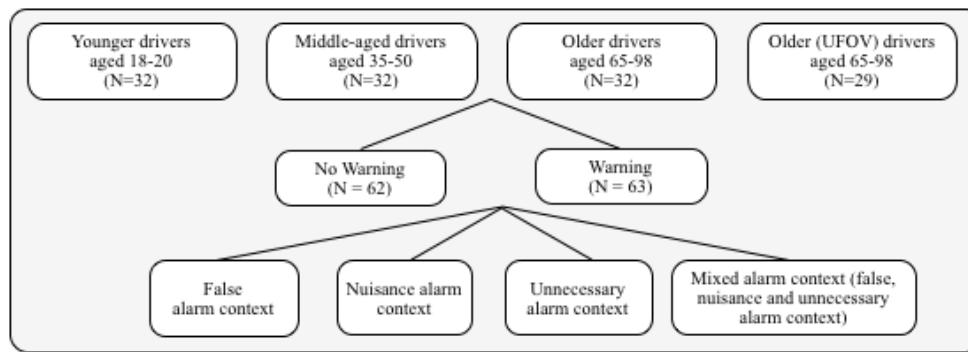 Younger drivers
aged 18-20
(N=32)
Middle-aged drivers
aged 35-50
(N=32)
Older drivers
aged 65-98
(N=32)
Older (UFOV) drivers
aged 65-98
(N=29)
No Warning
(N = 62)
Warning
(N = 63)
False
alarm context
Nuisance alarm
context
Unnecessary
alarm context
Mixed alarm context (false,
nuisance and unnecessary
alarm context)